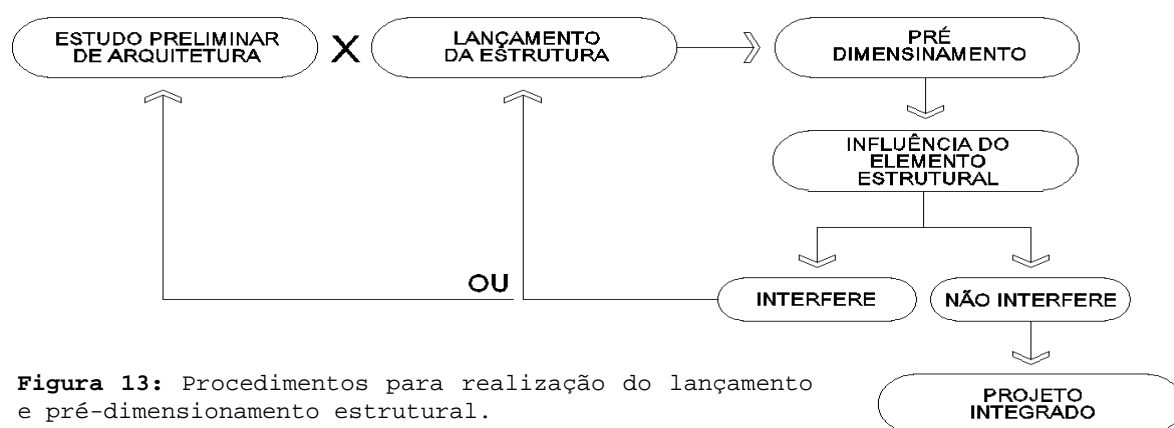 ESTUDO PRELIMINAR
DE ARQUITETURA
X
LANÇAMENTO
DA ESTRUTURA
PRÉ
DIMENSINAMENTO
INFLUÊNCIA DO
ELEMENTO
ESTRUTURAL
OU
INTERFERE
NÃO INTERFERE
PROJETO
INTEGRADO
Figura 13: Procedimentos para realização do lançamento
e pré-dimensionamento estrutural.